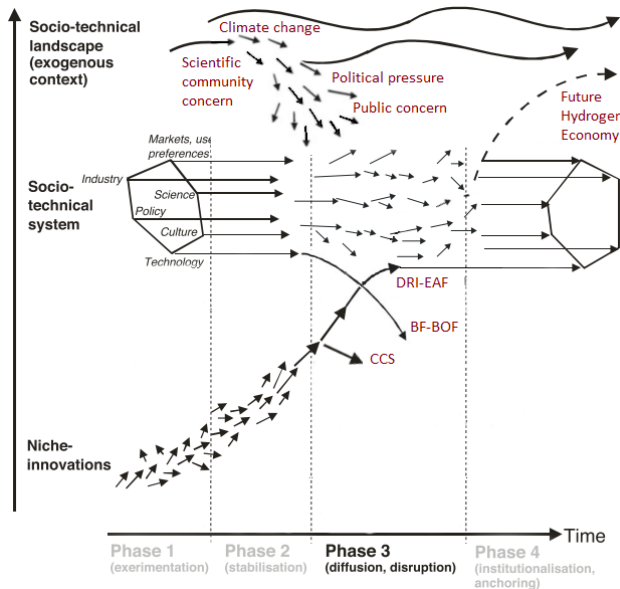 Socio-technical
landscape
(exogenous
context)
Climate change
Scientific
community
concern
Political pressure
Public concern
Future
Hydrogen
Economy
Markets, use
preferences
Industry
Science
Policy
Culture
Technology
Socio-
technical
system
DRI-EAF
BF-BOF
CCS
Niche-
innovations
Time
Phase 1
(exerimentation)
Phase 2
(stabilisation)
Phase 3
(diffusion, disruption)
Phase 4
(institutionalisation,
anchoring)